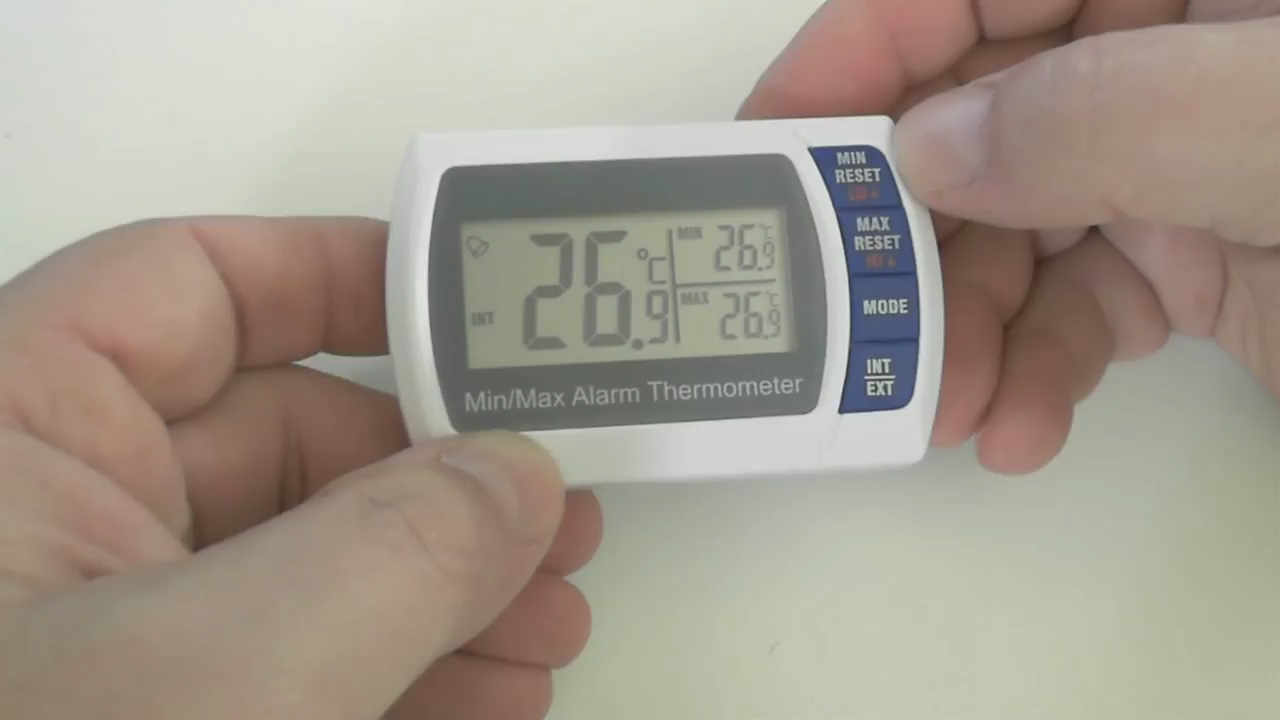 INT
26.9 °C
MIN 26.9 °C
MAX 26.9 °C
Min/Max Alarm Thermometer
MIN
RESET
MAX
RESET
MODE
INT
EXT